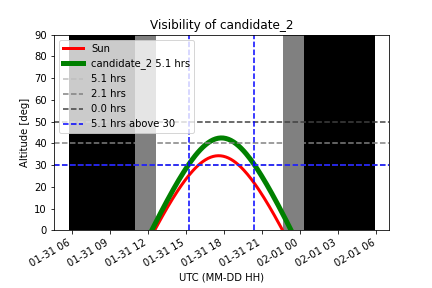 Visibility of candidate_2
Altitude [deg]
90
80
70
60
50
40
30
20
10
0
Sun
candidate_2 5.1 hrs
5.1 hrs
2.1 hrs
0.0 hrs
5.1 hrs above 30
01-31 06
01-31 09
01-31 12
01-31 15
01-31 18
01-31 21
02-01 00
02-01 03
02-01 06
UTC (MM-DD HH)